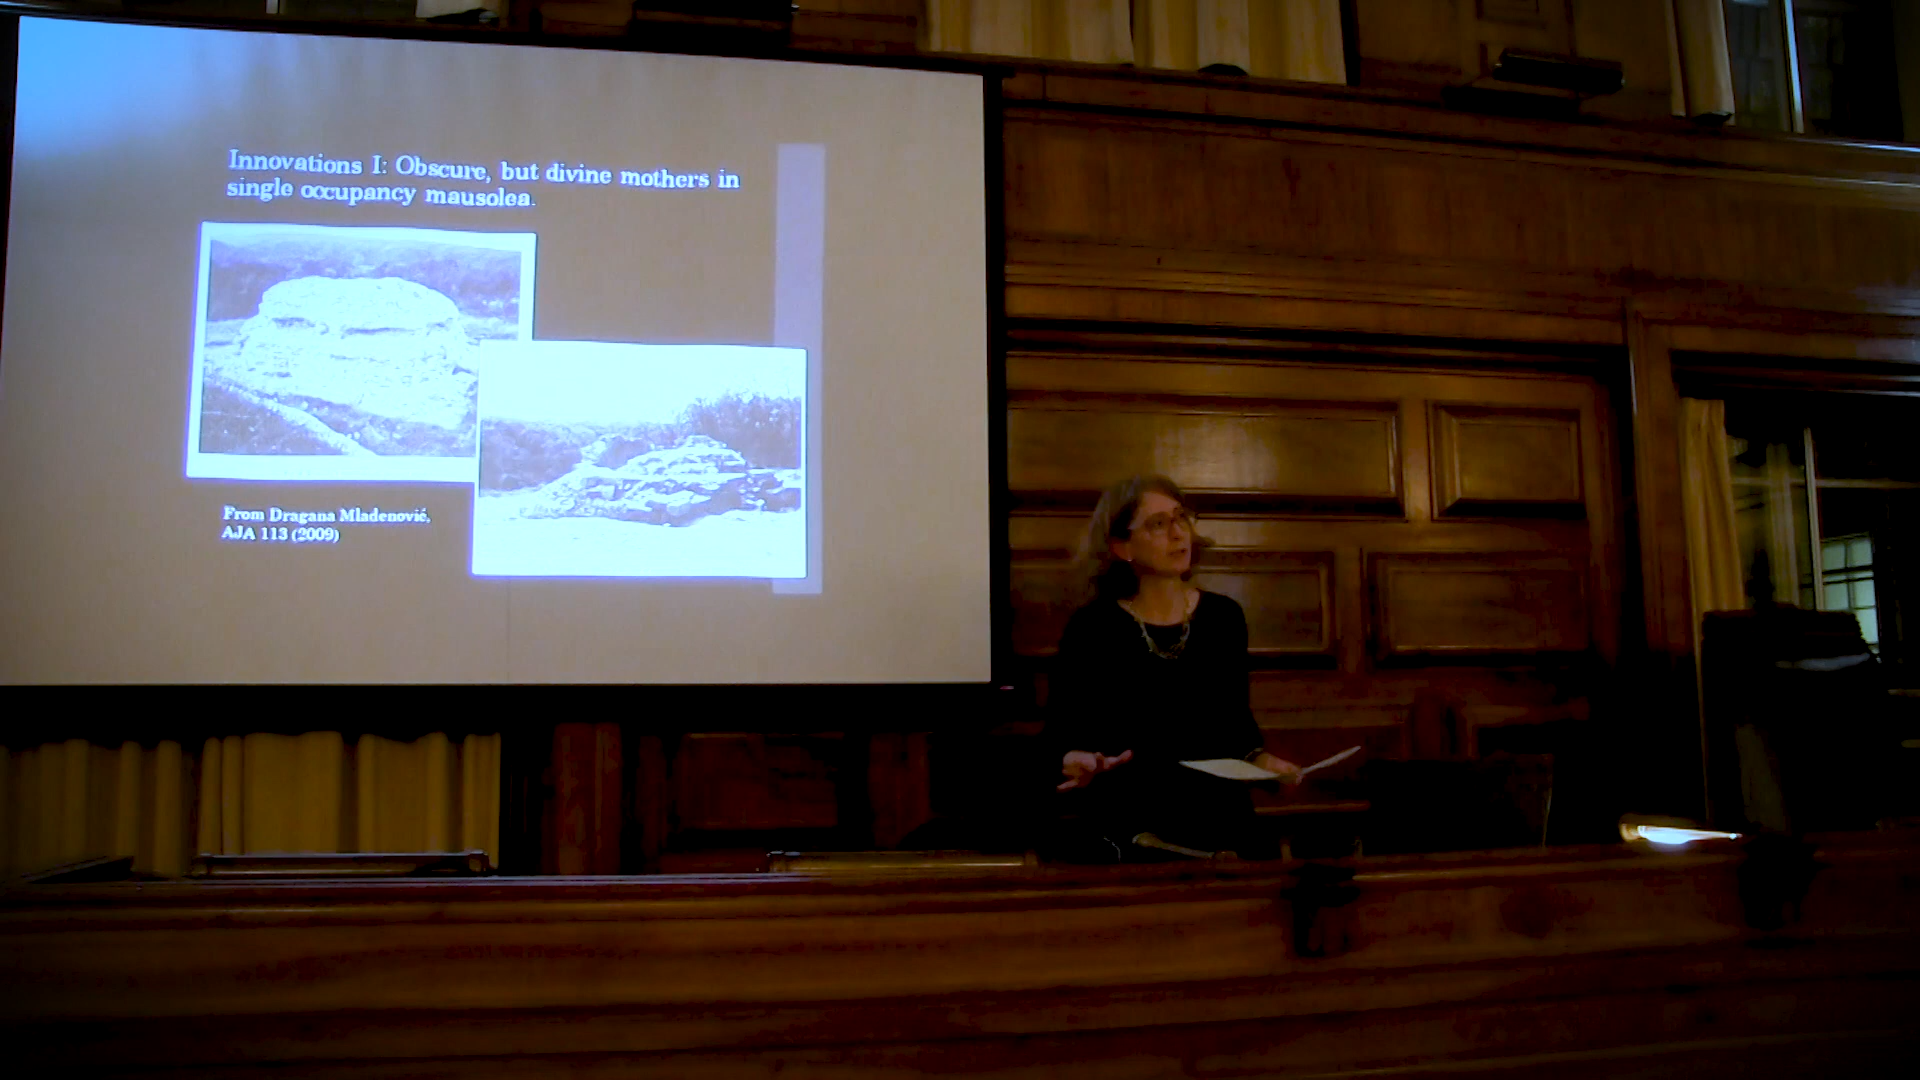 Innovations I: Obscure, but divine mothers in
single occupancy mausolea.
From Dragana Mladenović,
AJA 113 (2009)